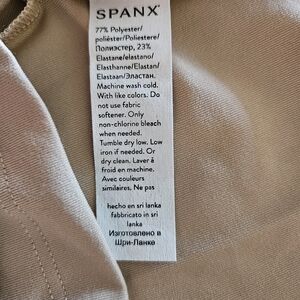 SPANX
77% Polyester/
poliéster/Poliestere/
Полиэстер, 23%
Elastane/elastano/
Elasthanne/Elastan/
Elastaan/Эластан.
Machine wash cold.
With like colors. Do
not use fabric
softener. Only
non-chlorine bleach
when needed.
Tumble dry low. Low
iron if needed. Or
dry clean. Laver à
froid en machine.
Avec couleurs
similaires. Ne pas
hecho en sri lanka
fabbricato in sri
lanka
Изготовлено в
Шри-Ланке